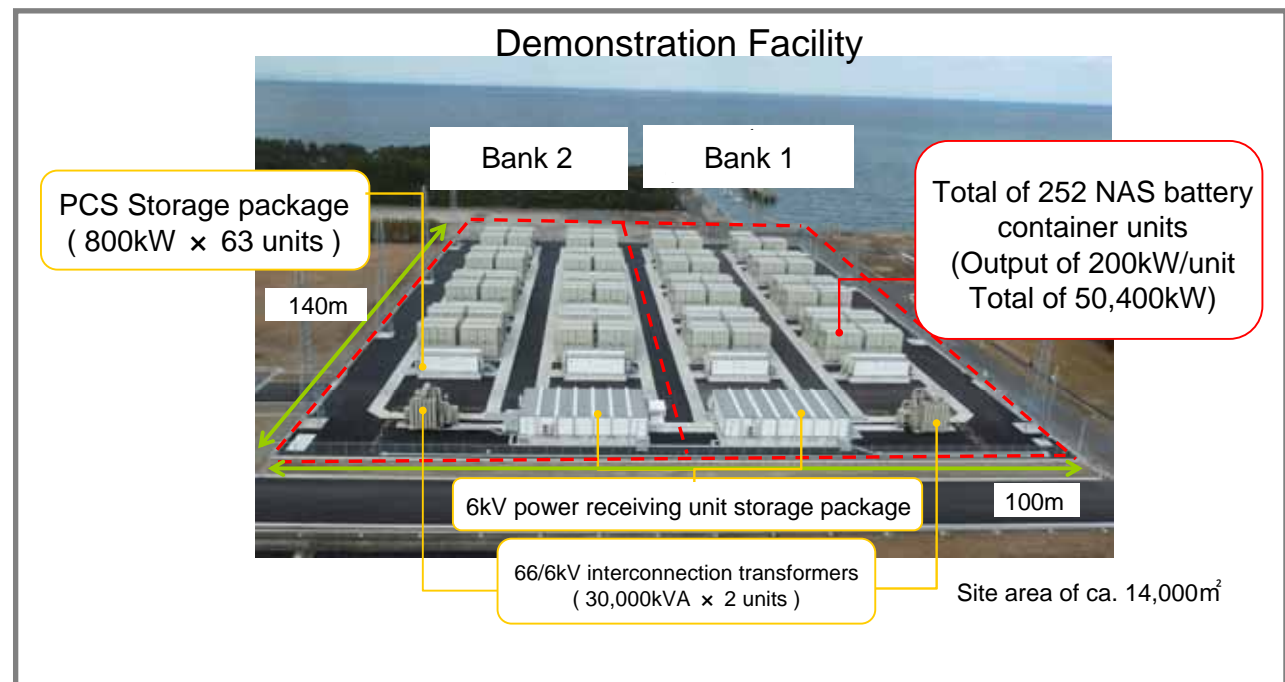 Demonstration Facility
Bank 2
Bank 1
PCS Storage package
( 800kW × 63 units )
Total of 252 NAS battery
container units
(Output of 200kW/unit
Total of 50,400kW)
140m
6kV power receiving unit storage package
100m
66/6kV interconnection transformers
( 30,000kVA × 2 units )
Site area of ca. 14,000㎡